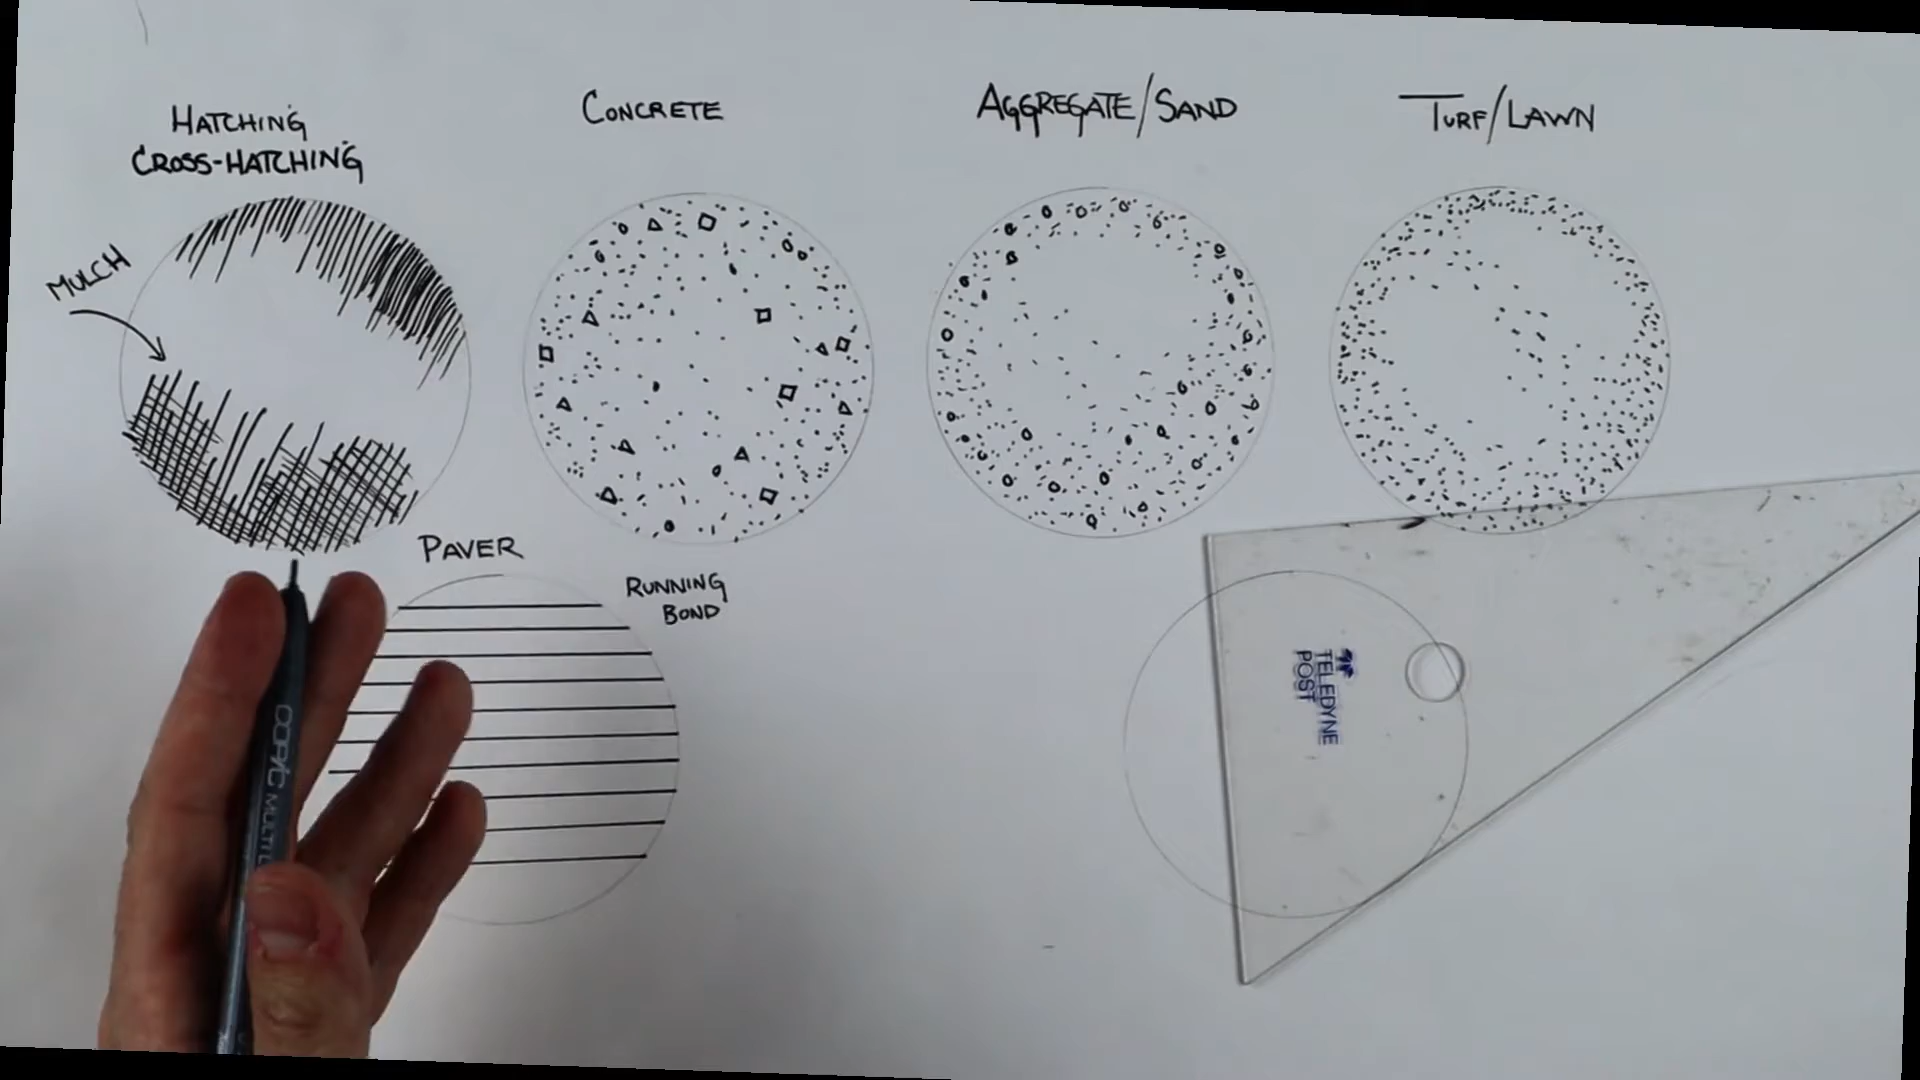 HATCHING
CROSS-HATCHING
CONCRETE
AGGREGATE/SAND
TURF/LAWN
MULCH
PAVER
RUNNING
BOND
TELEDYNE
POST
COPIC MULTI